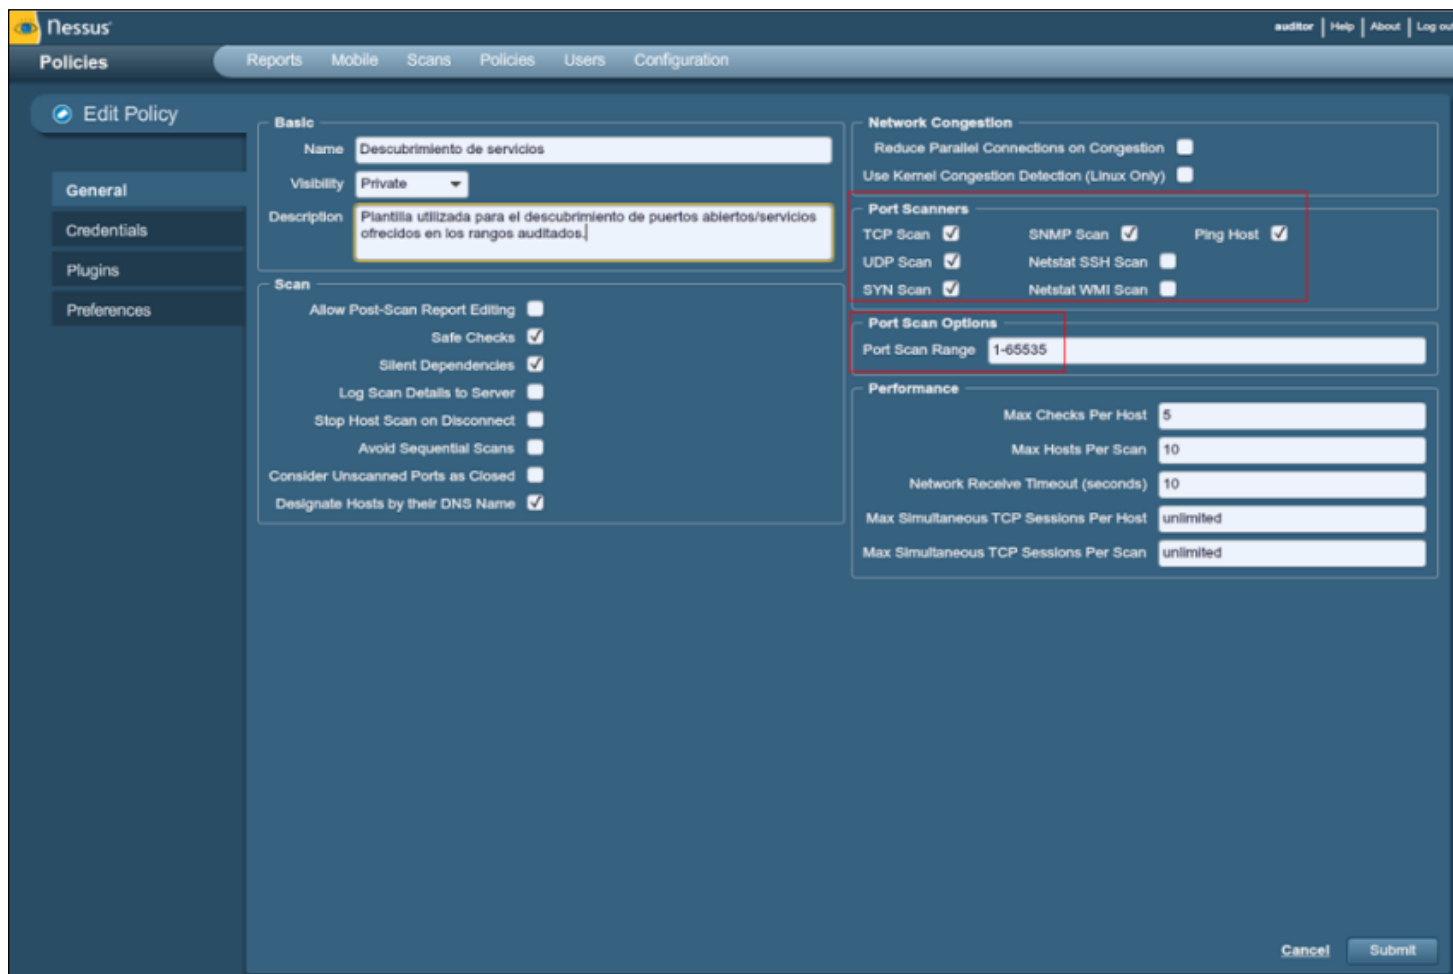 Nessus
auditor | Help | About | Log out
Policies
Reports Mobile Scans Policies Users Configuration
Edit Policy
General
Credentials
Plugins
Preferences
Basic
Name Descubrimiento de servicios
Visibility Private
Description Plantilla utilizada para el descubrimiento de puertos abiertos/servicios
ofrecidos en los rangos auditados.
Scan
Allow Post-Scan Report Editing
Safe Checks
Silent Dependencies
Log Scan Details to Server
Stop Host Scan on Disconnect
Avoid Sequential Scans
Consider Unscanned Ports as Closed
Designate Hosts by their DNS Name
Network Congestion
Reduce Parallel Connections on Congestion
Use Kernel Congestion Detection (Linux Only)
Port Scanners
TCP Scan SNMP Scan Ping Host
UDP Scan Netstat SSH Scan
SYN Scan Netstat WMI Scan
Port Scan Options
Port Scan Range 1-65535
Performance
Max Checks Per Host 5
Max Hosts Per Scan 10
Network Receive Timeout (seconds) 10
Max Simultaneous TCP Sessions Per Host unlimited
Max Simultaneous TCP Sessions Per Scan unlimited
Cancel Submit